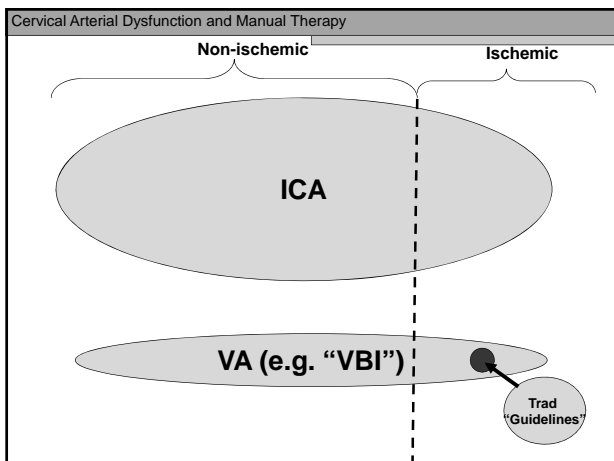 Cervical Arterial Dysfunction and Manual Therapy
Non-ischemic
Ischemic
ICA
VA (e.g. “VBI”)
Trad
“Guidelines”